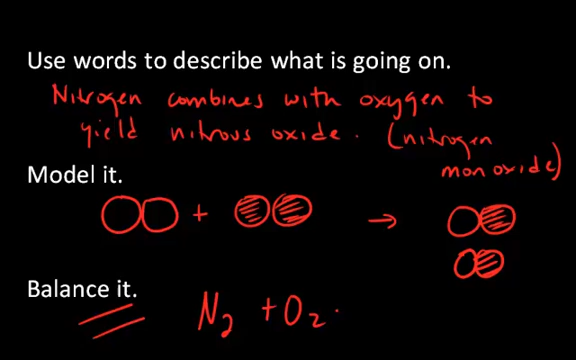 Use words to describe what is going on.
Nitrogen combines with oxygen to
yield nitrous oxide. (nitrogen
monoxide)
Model it.
+ →
Balance it.
N₂ + O₂